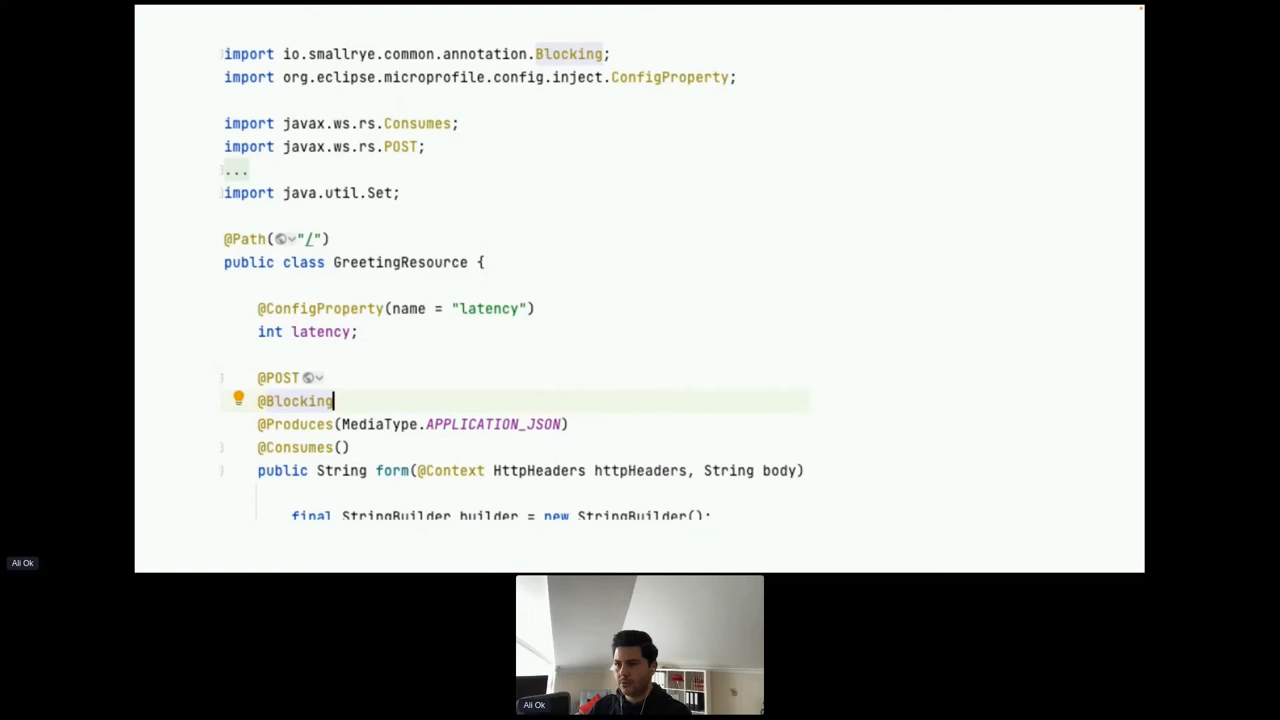 import io.smallrye.common.annotation.Blocking;
import org.eclipse.microprofile.config.inject.ConfigProperty;
import javax.ws.rs.Consumes;
import javax.ws.rs.POST;
...
import java.util.Set;
@Path("/")
public class GreetingResource {
@ConfigProperty(name = "latency")
int latency;
@POST
@Blocking
@Produces(MediaType.APPLICATION_JSON)
@Consumes()
public String form(@Context HttpHeaders httpHeaders, String body)
final StringBuilder builder = new StringBuilder();
Ali Ok
Ali Ok